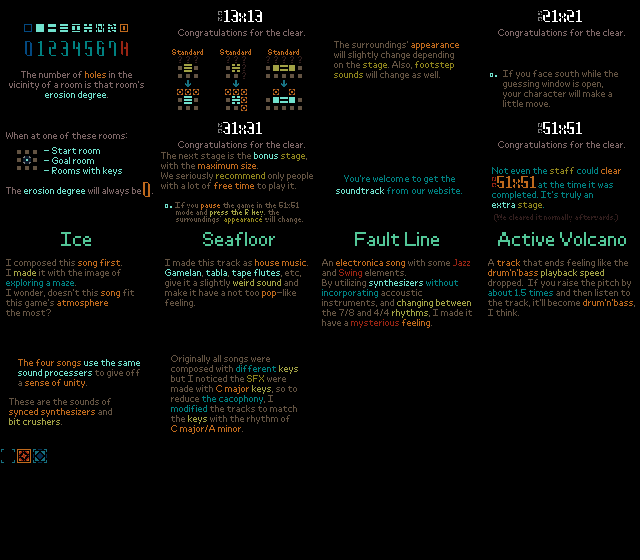 0 1 2 3 4 5 6 7 8
The number of holes in the
vicinity of a room is that room's
erosion degree.
13x13
Congratulations for the clear.
Standard
Standard
Standard
The surroundings' appearance
will slightly change depending
on the stage. Also, footstep
sounds will change as well.
21x21
Congratulations for the clear.
If you face south while the
guessing window is open,
your character will make a
little move.
When at one of these rooms:
— Start room
— Goal room
— Rooms with keys
The erosion degree will always be 0.
31x31
Congratulations for the clear.
The next stage is the bonus stage,
with the maximum size.
We seriously recommend only people
with a lot of free time to play it.
If you pause the game in the 51x51
mode and press the R key, the
surroundings' appearance will change.
You're welcome to get the
soundtrack from our website.
51x51
Congratulations for the clear.
Not even the staff could clear
51x51 at the time it was
completed. It's truly an
extra stage.
(We cleared it normally afterwards.)
Ice
I composed this song first.
I made it with the image of
exploring a maze.
I wonder, doesn't this song fit
this game's atmosphere
the most?
Seafloor
I made this track as house music.
Gamelan, tabla, tape flutes, etc,
give it a slightly weird sound and
make it have a not too pop-like
feeling.
Fault Line
An electronica song with some Jazz
and Swing elements.
By utilizing synthesizers without
incorporating accoustic
instruments, and changing between
the 7/8 and 4/4 rhythms, I made it
have a mysterious feeling.
Active Volcano
A track that ends feeling like the
drum'n'bass playback speed
dropped. If you raise the pitch by
about 1.5 times and then listen to
the track, it'll become drum'n'bass,
I think.
The four songs use the same
sound processers to give off
a sense of unity.
These are the sounds of
synced synthesizers and
bit crushers.
Originally all songs were
composed with different keys
but I noticed the SFX were
made with C major keys, so to
reduce the cacophony, I
modified the tracks to match
the keys with the rhythm of
C major/A minor.